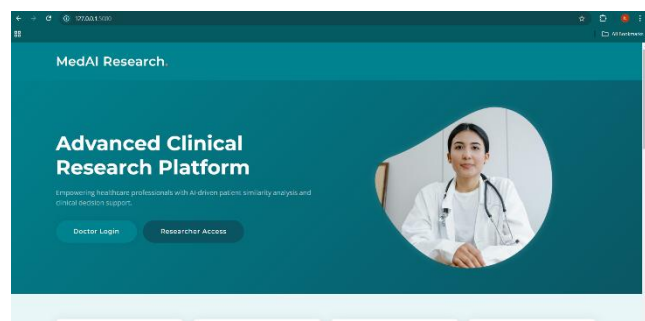 127.0.0.1:5000
All Bookmarks
MedAI Research.
Advanced Clinical
Research Platform
Empowering healthcare professionals with AI-driven patient similarity analysis and
clinical decision support.
Doctor Login
Researcher Access